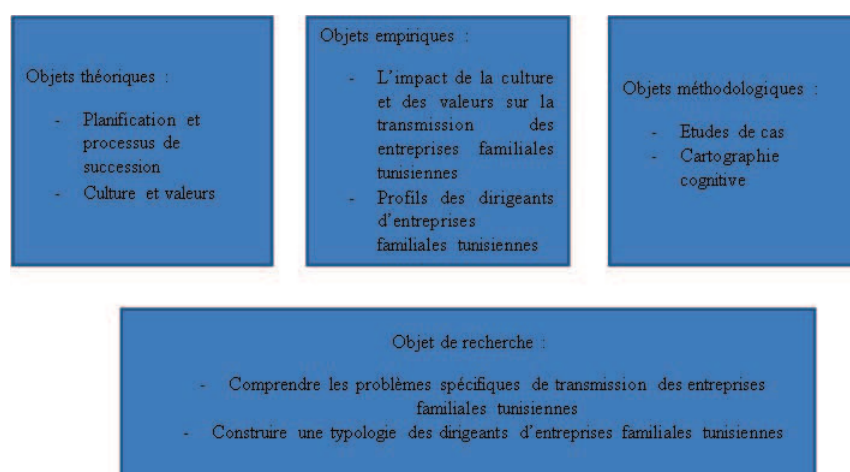 Objets théoriques :
- Planification et
processus de
succession
- Culture et valeurs
Objets empiriques :
- L'impact de la culture
et des valeurs sur la
transmission des
entreprises familiales
tunisiennes
- Profils des dirigeants
d'entreprises
familiales tunisiennes
Objets méthodologiques :
- Etudes de cas
- Cartographie
cognitive
Objet de recherche :
- Comprendre les problèmes spécifiques de transmission des entreprises
familiales tunisiennes
- Construire une typologie des dirigeants d'entreprises familiales tunisiennes